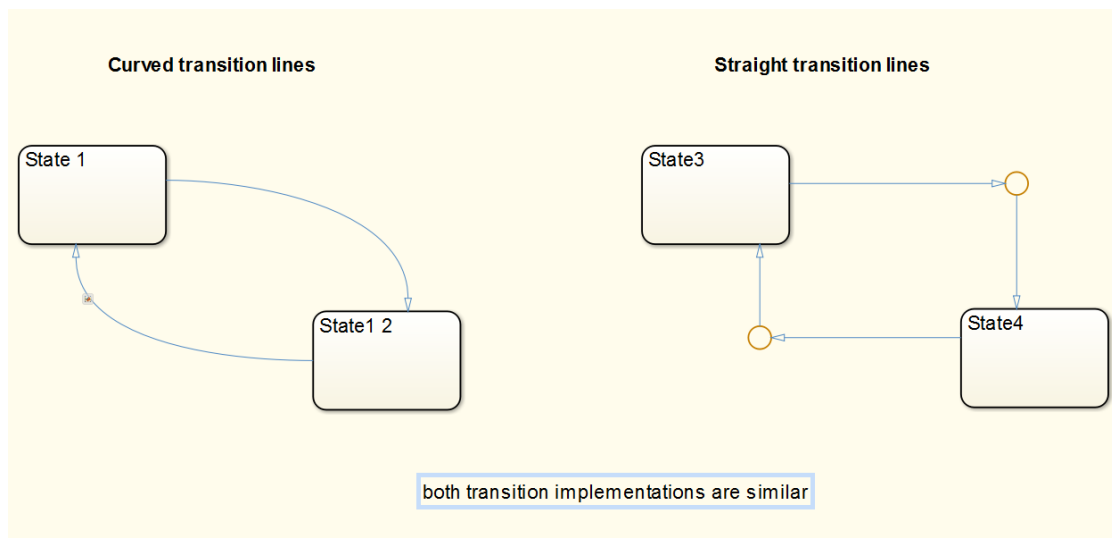 Curved transition lines
Straight transition lines
State 1
State3
State1 2
State4
both transition implementations are similar